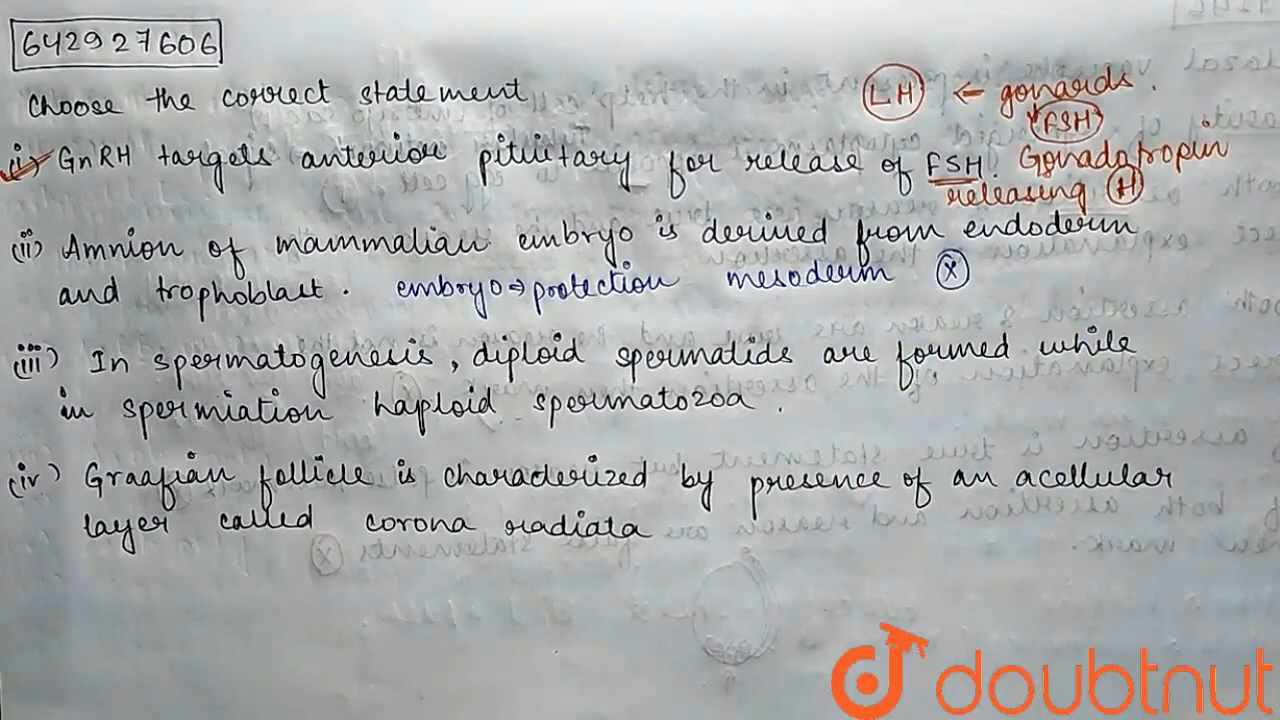 642927606
Choose the correct statement
LH ← gonards.
FSH
(i) GnRH targets anterior pituitary for release of FSH. Gonadotropin
releasing H
(ii) Amnion of mammalian embryo is derived from endoderm
and trophoblast. embryo → protection mesoderm X
(iii) In spermatogenesis, diploid spermatids are formed while
in spermiation haploid spermatozoa.
(iv) Graafian follicle is characterized by presence of an acellular
layer called corona radiata
doubtnut